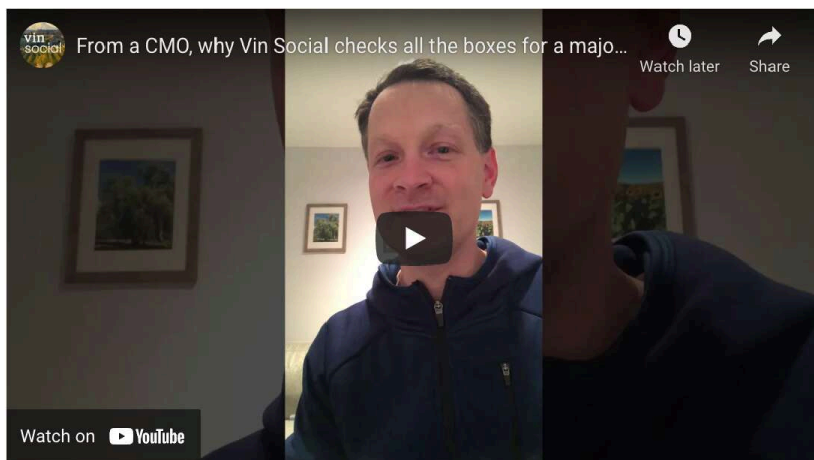 vin
social
From a CMO, why Vin Social checks all the boxes for a majo...
Watch later
Share
Watch on YouTube